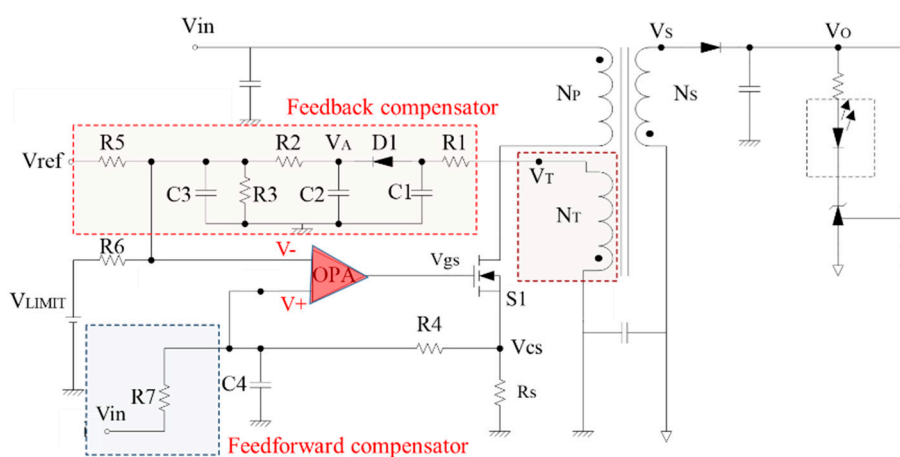 Vin
VS
VO
NP
NS
Feedback compensator
R5
R2
VA
D1
R1
Vref
VT
C3
R3
C2
C1
NT
R6
V-
OPA
Vgs
V+
S1
VLIMIT
R4
Vcs
R7
C4
Rs
Vin
Feedforward compensator